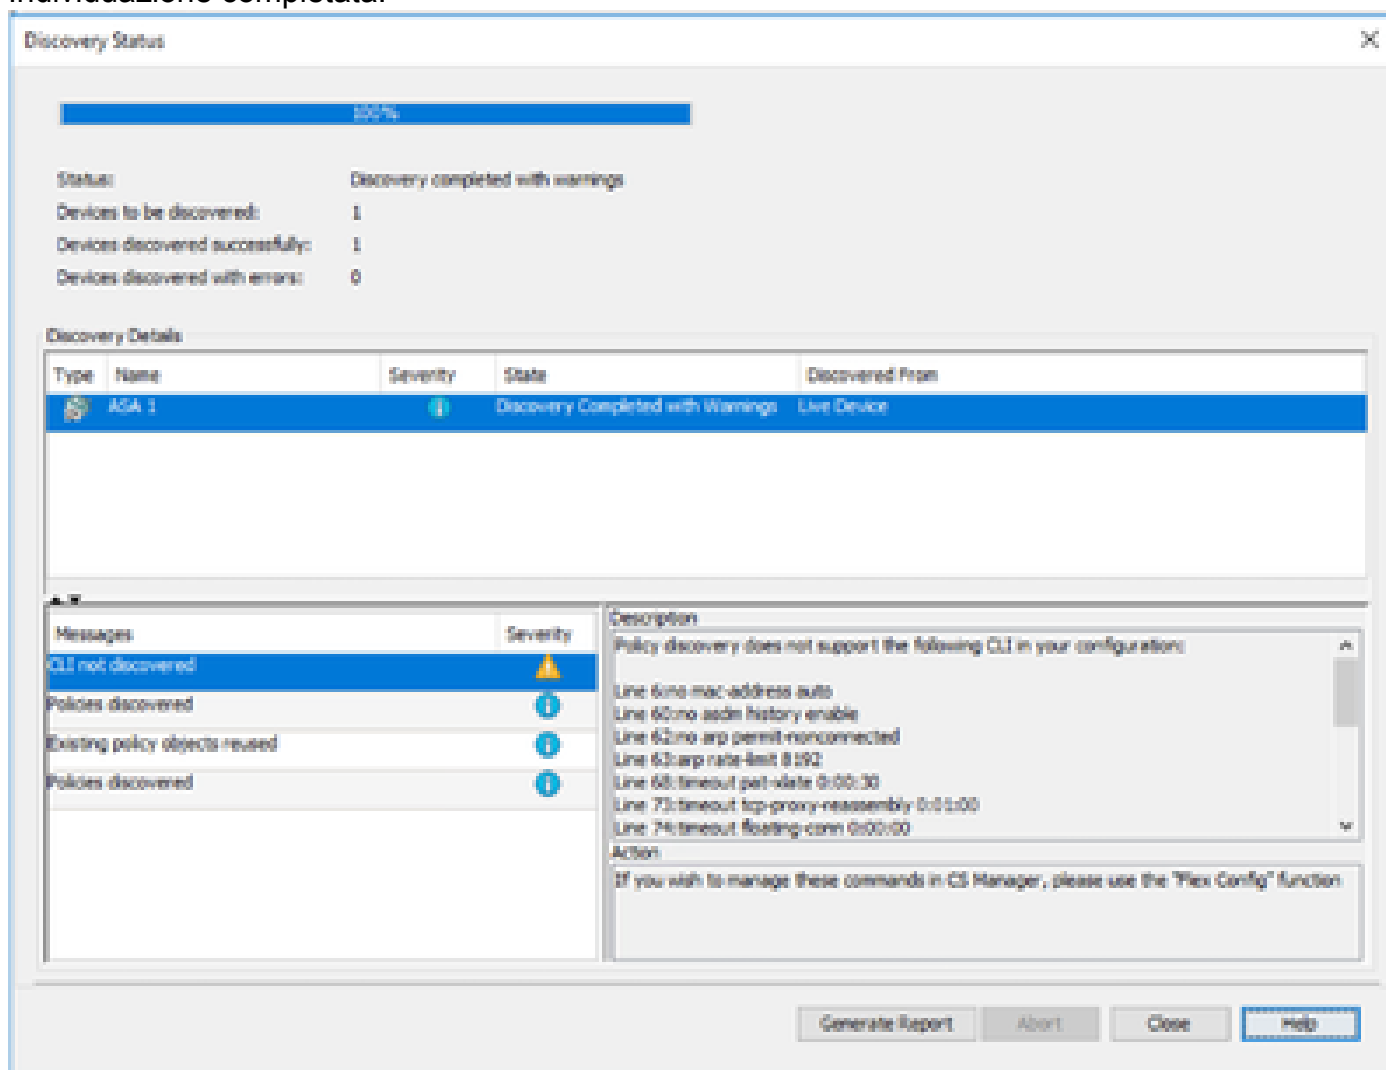 Individuazione completata.
Discovery Status
100%
Status: Discovery completed with warnings
Devices to be discovered: 1
Devices discovered successfully: 1
Devices discovered with errors: 0
Discovery Details
Type Name Severity State Discovered From
ASA 1 Discovery Completed with Warnings Live Device
Messages Severity
CLI not discovered
Policies discovered
Existing policy objects reused
Policies discovered
Description
Policy discovery does not support the following CLI in your configuration:
Line 6:no mac-address auto
Line 60:no asdm history enable
Line 62:no arp permit-nonconnected
Line 63:arp rate-limit 8192
Line 68:timeout pat-xlate 0:00:30
Line 73:timeout tcp-proxy-reassembly 0:01:00
Line 74:timeout floating-conn 0:00:00
Action
If you wish to manage these commands in CS Manager, please use the "Flex Config" function
Generate Report Abort Close Help